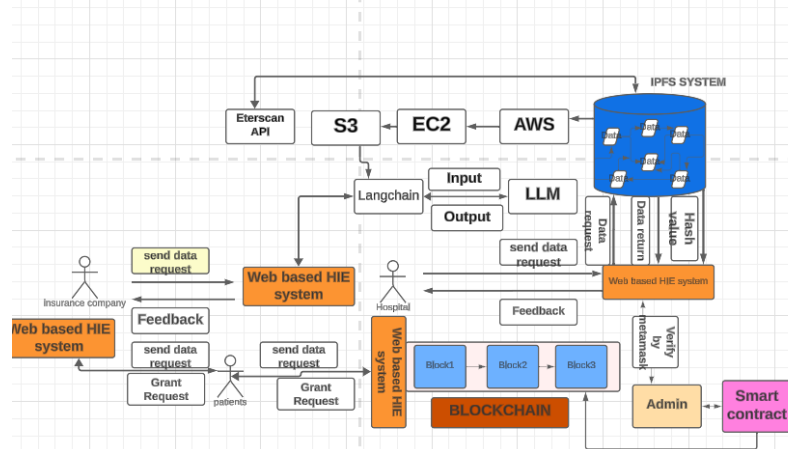 IPFS SYSTEM
Eterscan
API
S3
EC2
AWS
Data
Data
Data
Data
Data
Data
Langchain
Input
Output
LLM
Data
request
Data return
Hash
value
send data
request
Web based HIE
system
Insurance company
Feedback
send data
request
Hospital
Feedback
Web based HIE system
Web based HIE
system
send data
request
Grant
Request
patients
send data
request
Grant
Request
Web based HIE
system
Block1
Block2
Block3
BLOCKCHAIN
Verify
by
metamask
Admin
Smart
contract